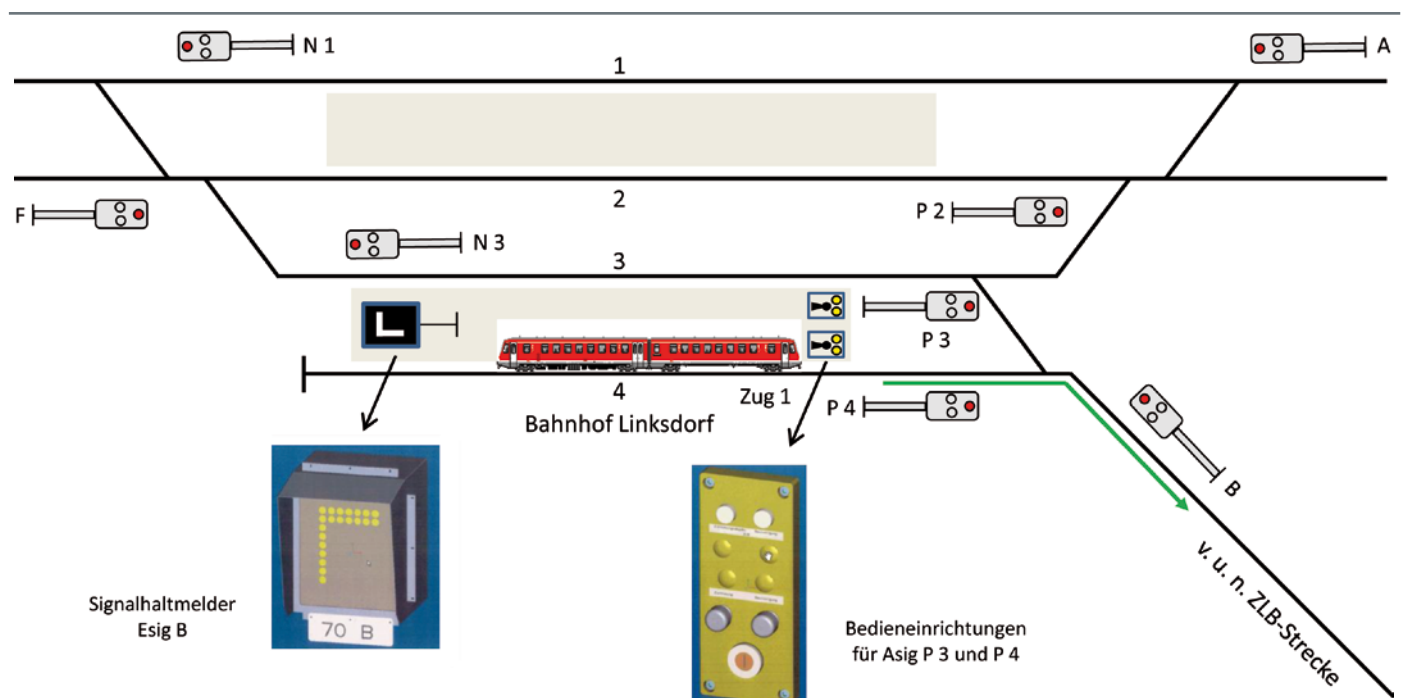 N 1
A
1
F
2
P 2
N 3
3
P 3
Zug 1
4
P 4
Bahnhof Linksdorf
B
Signalhaltmelder
Esig B
70 B
Bedieneinrichtungen
für Asig P 3 und P 4
v. u. n. ZLB-Strecke